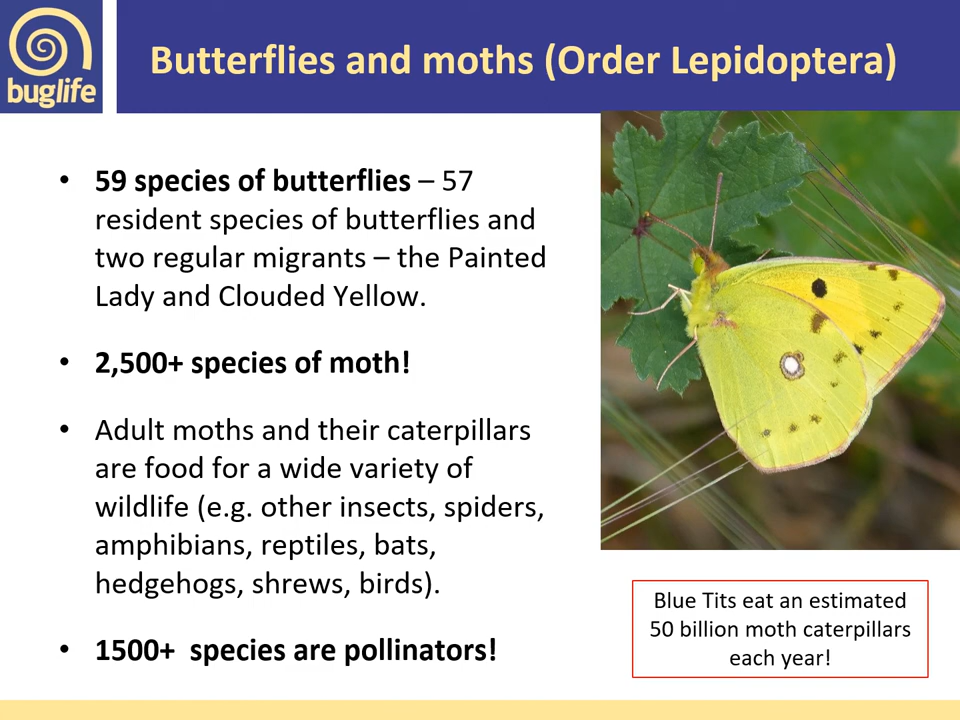 buglife
Butterflies and moths (Order Lepidoptera)
• 59 species of butterflies – 57
resident species of butterflies and
two regular migrants – the Painted
Lady and Clouded Yellow.
• 2,500+ species of moth!
• Adult moths and their caterpillars
are food for a wide variety of
wildlife (e.g. other insects, spiders,
amphibians, reptiles, bats,
hedgehogs, shrews, birds).
• 1500+  species are pollinators!
Blue Tits eat an estimated
50 billion moth caterpillars
each year!